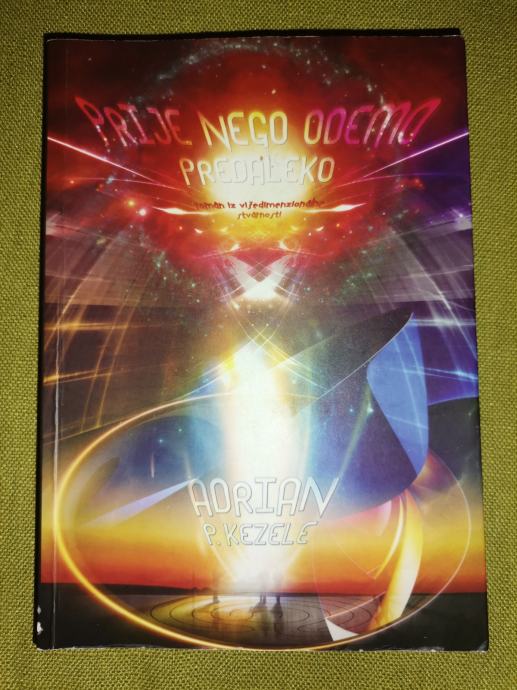 PRIJE NEGO ODEMO
PREDALEKO
roman iz višedimenzionalne
stvarnosti
ADRIAN
P. KEZELE